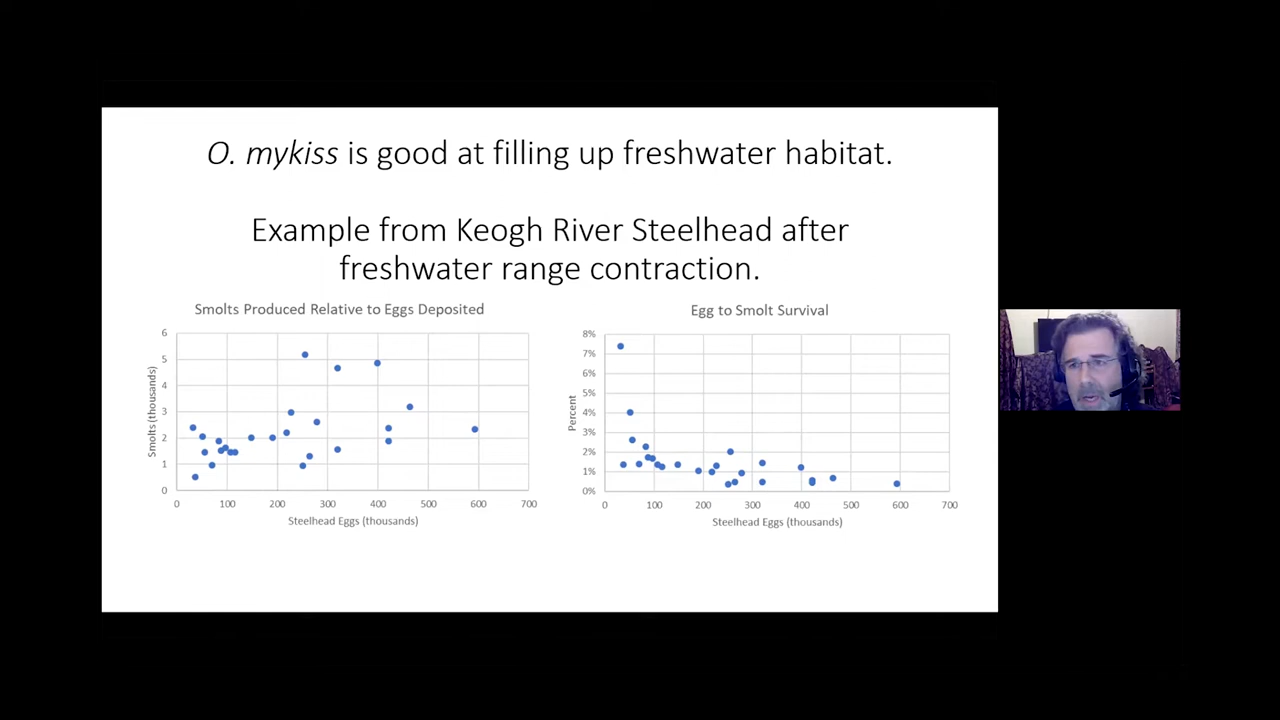 O. mykiss is good at filling up freshwater habitat.
Example from Keogh River Steelhead after
freshwater range contraction.
Smolts Produced Relative to Eggs Deposited
6
5
4
3
2
1
0
Smolts (thousands)
0 100 200 300 400 500 600 700
Steelhead Eggs (thousands)
Egg to Smolt Survival
8%
7%
6%
5%
4%
3%
2%
1%
0%
Percent
0 100 200 300 400 500 600 700
Steelhead Eggs (thousands)